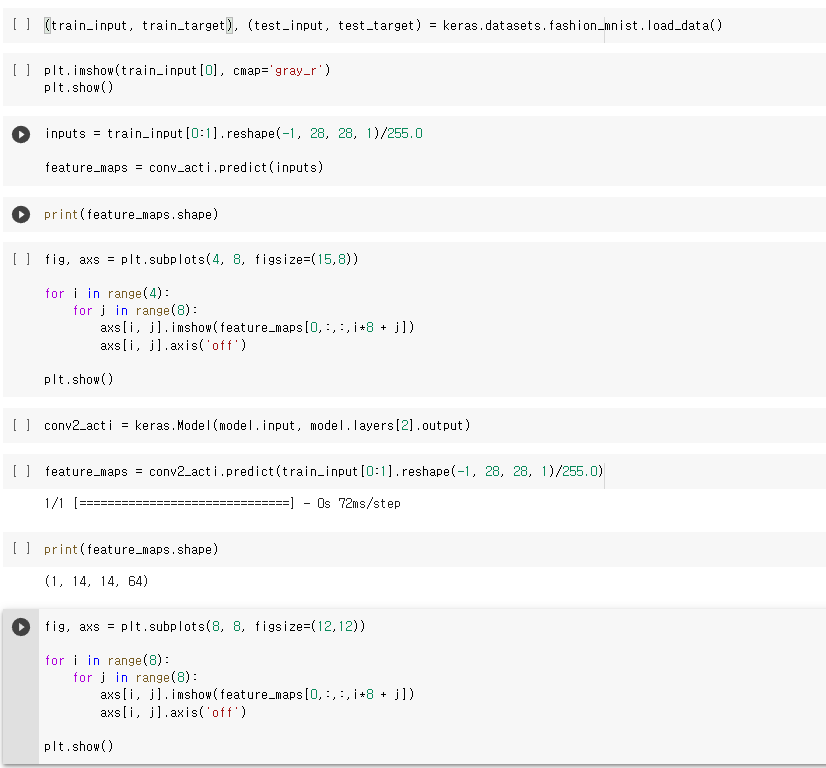 [ ] (train_input, train_target), (test_input, test_target) = keras.datasets.fashion_mnist.load_data()
[ ] plt.imshow(train_input[0], cmap='gray_r')
plt.show()
inputs = train_input[0:1].reshape(-1, 28, 28, 1)/255.0
feature_maps = conv_acti.predict(inputs)
print(feature_maps.shape)
[ ] fig, axs = plt.subplots(4, 8, figsize=(15,8))
for i in range(4):
    for j in range(8):
        axs[i, j].imshow(feature_maps[0,:,:,i*8 + j])
        axs[i, j].axis('off')
plt.show()
[ ] conv2_acti = keras.Model(model.input, model.layers[2].output)
[ ] feature_maps = conv2_acti.predict(train_input[0:1].reshape(-1, 28, 28, 1)/255.0)
1/1 [==============================] - 0s 72ms/step
[ ] print(feature_maps.shape)
(1, 14, 14, 64)
fig, axs = plt.subplots(8, 8, figsize=(12,12))
for i in range(8):
    for j in range(8):
        axs[i, j].imshow(feature_maps[0,:,:,i*8 + j])
        axs[i, j].axis('off')
plt.show()